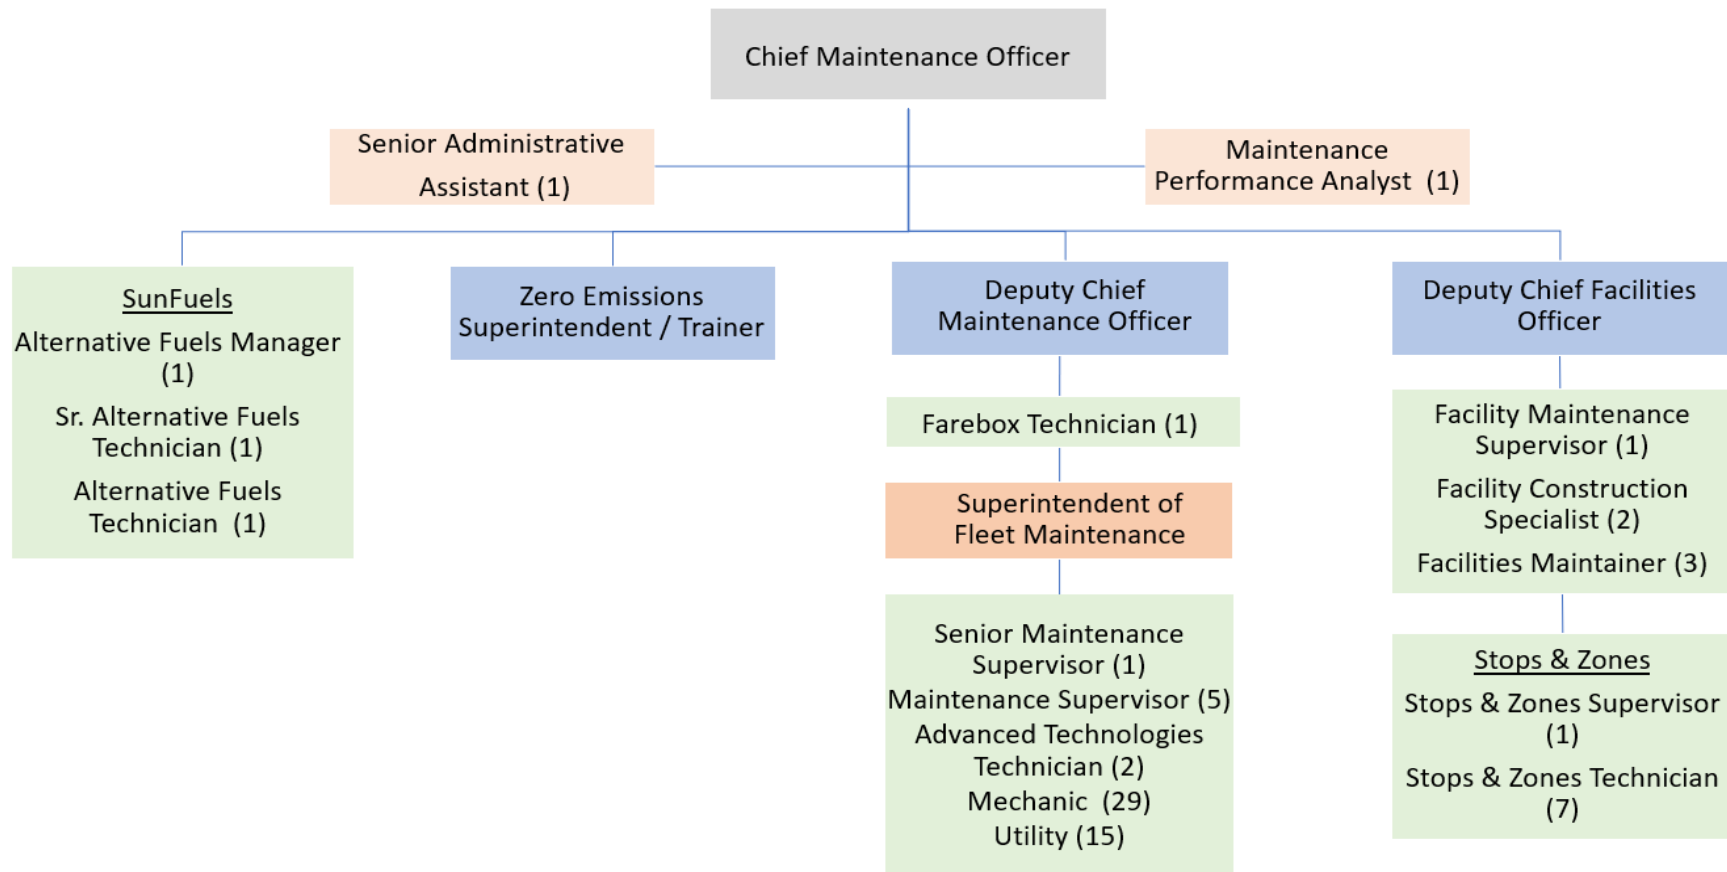 Chief Maintenance Officer
Senior Administrative
Assistant (1)
Maintenance
Performance Analyst  (1)
SunFuels
Alternative Fuels Manager
(1)
Sr. Alternative Fuels
Technician (1)
Alternative Fuels
Technician  (1)
Zero Emissions
Superintendent / Trainer
Deputy Chief
Maintenance Officer
Farebox Technician (1)
Superintendent of
Fleet Maintenance
Senior Maintenance
Supervisor (1)
Maintenance Supervisor (5)
Advanced Technologies
Technician (2)
Mechanic  (29)
Utility (15)
Deputy Chief Facilities
Officer
Facility Maintenance
Supervisor (1)
Facility Construction
Specialist (2)
Facilities Maintainer (3)
Stops & Zones
Stops & Zones Supervisor
(1)
Stops & Zones Technician
(7)